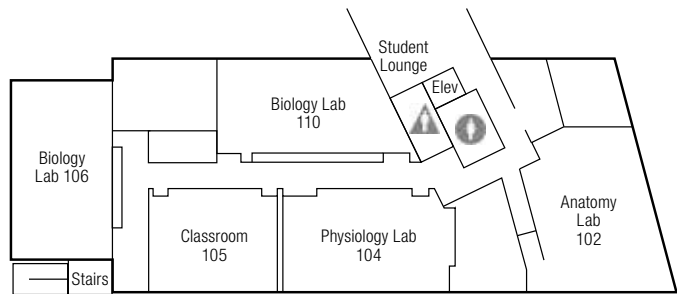 Student
Lounge
Elev
Biology Lab
110
Biology
Lab 106
Anatomy
Lab
102
Classroom
105
Physiology Lab
104
Stairs